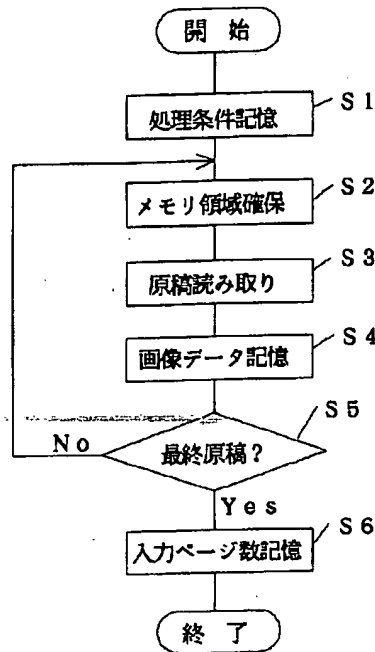 開 始
S1
処理条件記憶
S2
メモリ領域確保
S3
原稿読み取り
S4
画像データ記憶
S5
最終原稿?
No
Yes
S6
入力ページ数記憶
終 了